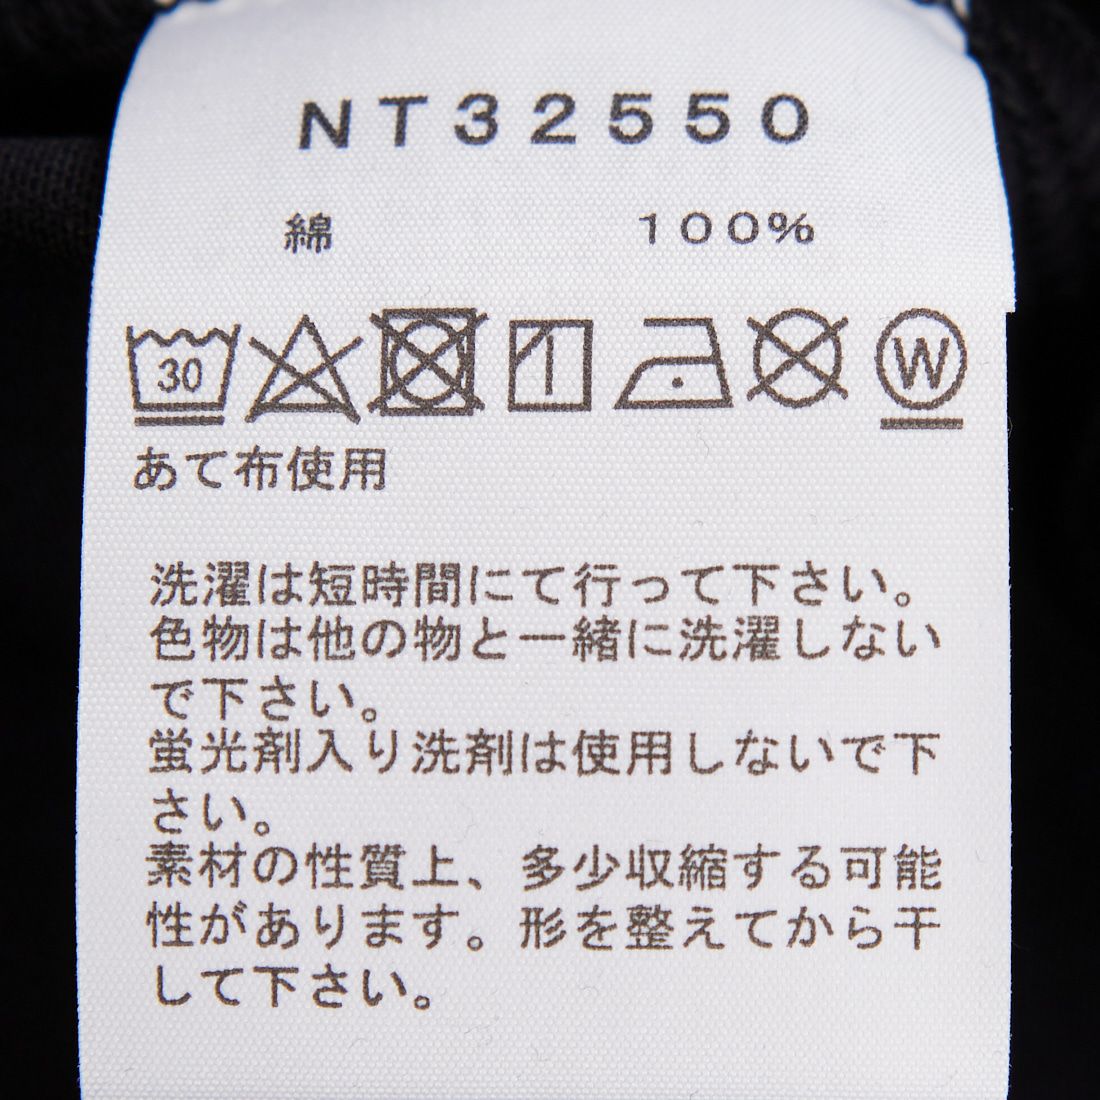 NT32550
綿 100%
30 W
あて布使用
洗濯は短時間にて行って下さい。
色物は他の物と一緒に洗濯しない
で下さい。
蛍光剤入り洗剤は使用しないで下
さい。
素材の性質上、多少収縮する可能
性があります。形を整えてから干
して下さい。